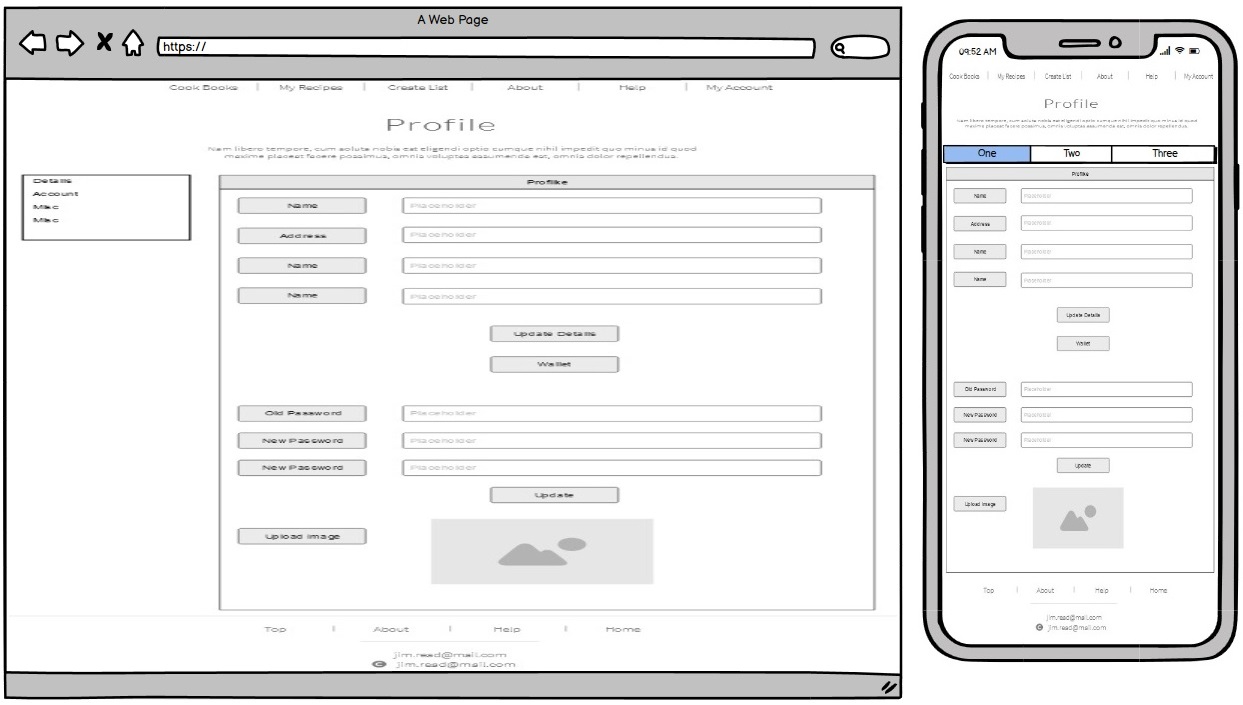 A Web Page
https://
Cook Books | My Recipes | Create List | About | Help | My Account
Profile
Nam libero tempore, cum soluta nobis est eligendi optio cumque nihil impedit quo minus id quod
maxime placeat facere possimus, omnis voluptas assumenda est, omnis dolor repellendus.
Details
Account
Misc
Misc
Proflike
Name Placeholder
Address Placeholder
Name Placeholder
Name Placeholder
Update Details
Wallet
Old Password Placeholder
New Password Placeholder
New Password Placeholder
Update
Upload Image
Top | About | Help | Home
jim.read@mail.com
© jim.read@mail.com
09:52 AM
Cook Books | My Recipes | Create List | About | Help | My Account
Profile
Nam libero tempore, cum soluta nobis est eligendi optio cumque nihil impedit quo minus id quod
maxime placeat facere possimus, omnis voluptas assumenda est, omnis dolor repellendus.
One Two Three
Proflike
Name Placeholder
Address Placeholder
Name Placeholder
Name Placeholder
Update Details
Wallet
Old Password Placeholder
New Password Placeholder
New Password Placeholder
Update
Upload Image
Top | About | Help | Home
jim.read@mail.com
© jim.read@mail.com